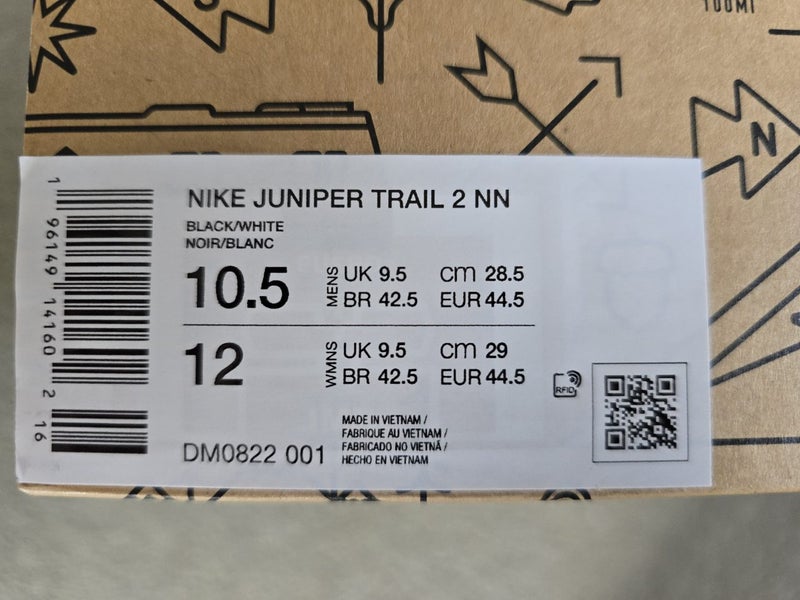 100MI
N
NIKE JUNIPER TRAIL 2 NN
BLACK/WHITE
NOIR/BLANC
10.5 MENS UK 9.5 cm 28.5
BR 42.5 EUR 44.5
12 WMNS UK 9.5 cm 29
BR 42.5 EUR 44.5
RFID
MADE IN VIETNAM /
FABRIQUE AU VIETNAM /
FABRICADO NO VIETNÃ /
HECHO EN VIETNAM
DM0822 001
1 96149 14160 2 16